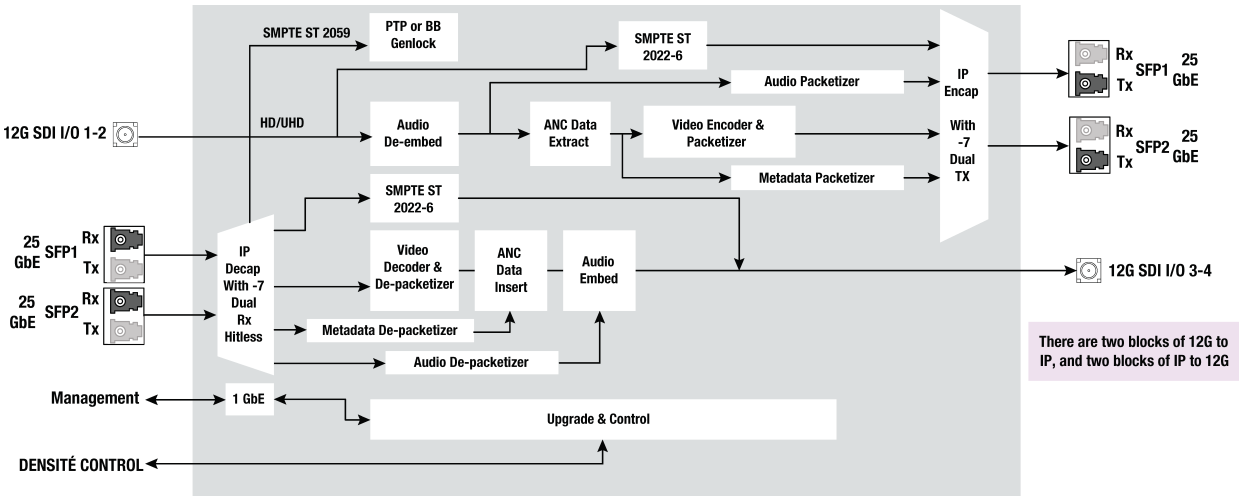 SMPTE ST 2059
PTP or BB
Genlock
SMPTE ST
2022-6
Audio Packetizer
IP
Encap
With
-7
Dual
TX
Rx
Tx
SFP1
25
GbE
12G SDI I/O 1-2
HD/UHD
Audio
De-embed
ANC Data
Extract
Video Encoder &
Packetizer
Metadata Packetizer
Rx
Tx
SFP2
25
GbE
SMPTE ST
2022-6
25
GbE
SFP1
Rx
Tx
25
GbE
SFP2
Rx
Tx
IP
Decap
With -7
Dual
Rx
Hitless
Video
Decoder &
De-packetizer
ANC
Data
Insert
Audio
Embed
12G SDI I/O 3-4
Metadata De-packetizer
Audio De-packetizer
There are two blocks of 12G to
IP, and two blocks of IP to 12G
Management
1 GbE
Upgrade & Control
DENSITÉ CONTROL